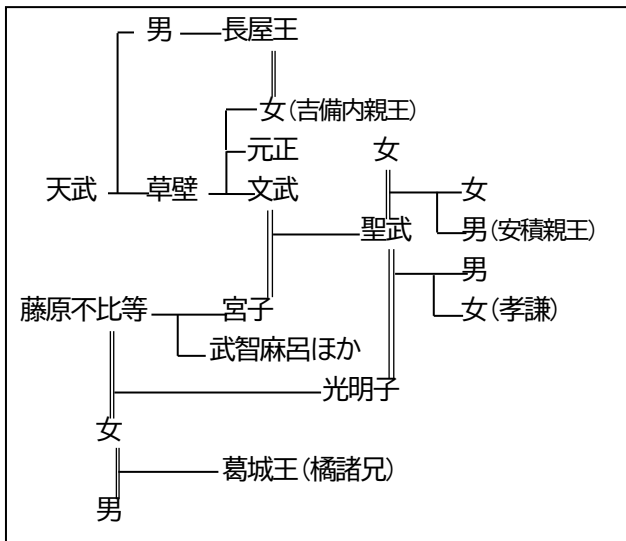 男 長屋王
女(吉備内親王)
元正 女
天武 草壁 文武 女
聖武 男(安積親王)
男
藤原不比等 宮子 女(孝謙)
武智麻呂ほか
光明子
女
葛城王(橘諸兄)
男